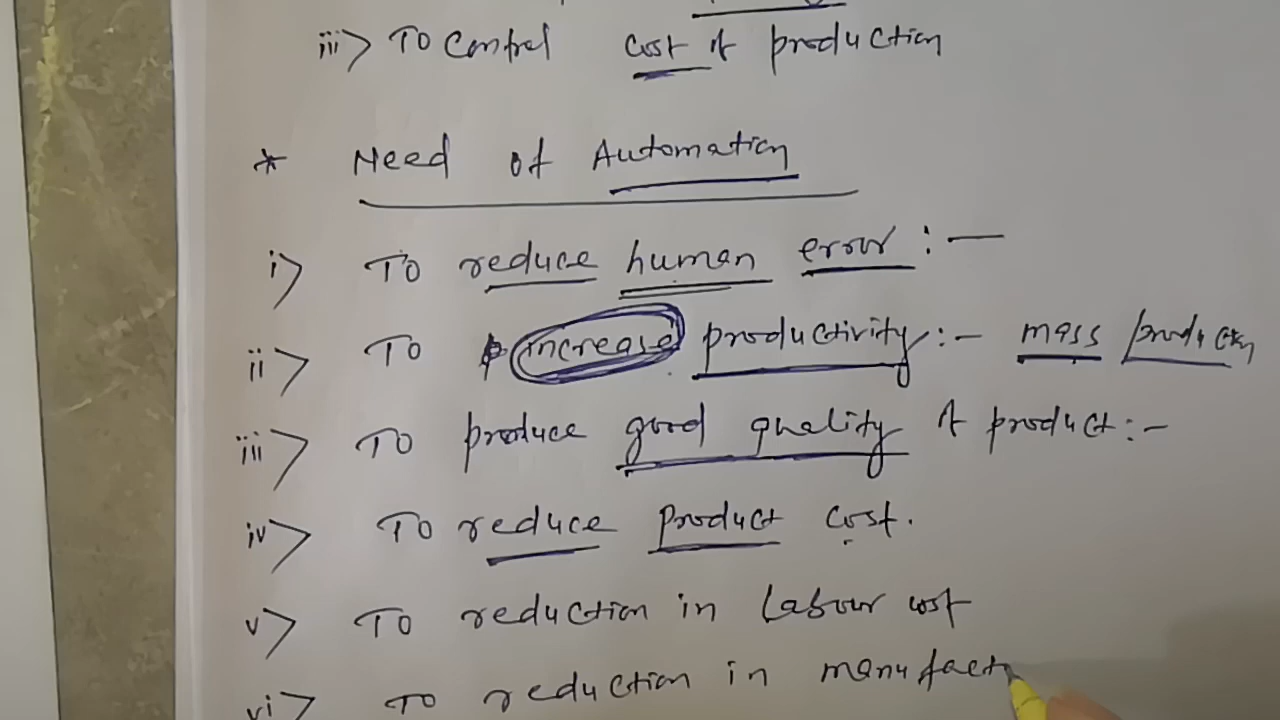 iii> To control cost of production
* Need of Automation
i> To reduce human error :-
ii> To increase productivity :- mass production
iii> To produce good quality of product :-
iv> To reduce product cost.
v> To reduction in Labour cost
vi> To reduction in manufact